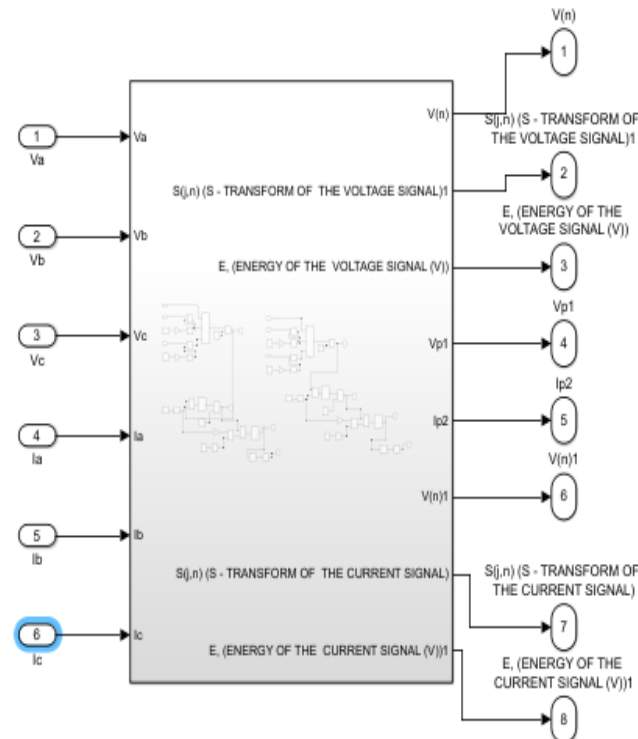 V(n)
1
S(j,n) (S - TRANSFORM OF
THE VOLTAGE SIGNAL)1
2
E, (ENERGY OF THE
VOLTAGE SIGNAL (V))
3
Vp1
4
Ip2
5
V(n)1
6
S(j,n) (S - TRANSFORM OF
THE CURRENT SIGNAL)
7
E, (ENERGY OF THE
CURRENT SIGNAL (V))1
8
1
Va
2
Vb
3
Vc
4
Ia
5
Ib
6
Ic
Va
Vb
Vc
Ia
Ib
Ic
V(n)
S(j,n) (S - TRANSFORM OF THE VOLTAGE SIGNAL)1
E, (ENERGY OF THE VOLTAGE SIGNAL (V))
Vp1
Ip2
V(n)1
S(j,n) (S - TRANSFORM OF THE CURRENT SIGNAL)
E, (ENERGY OF THE CURRENT SIGNAL (V))1